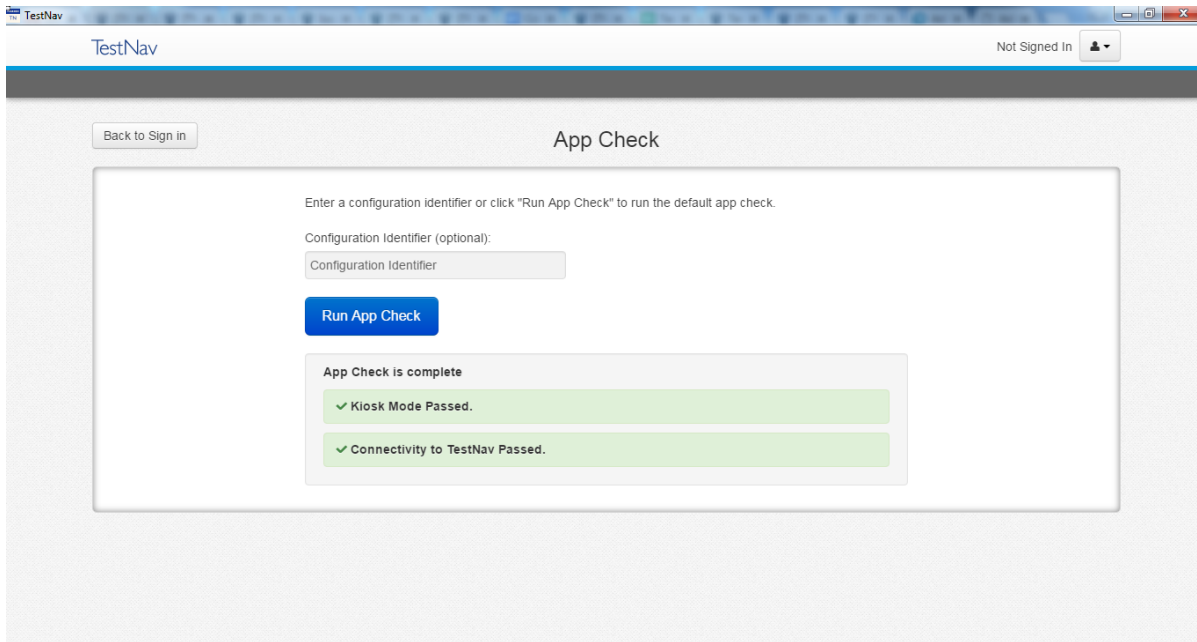 TestNav
TestNav
Not Signed In
Back to Sign in
App Check
Enter a configuration identifier or click "Run App Check" to run the default app check.
Configuration Identifier (optional):
Configuration Identifier
Run App Check
App Check is complete
Kiosk Mode Passed.
Connectivity to TestNav Passed.